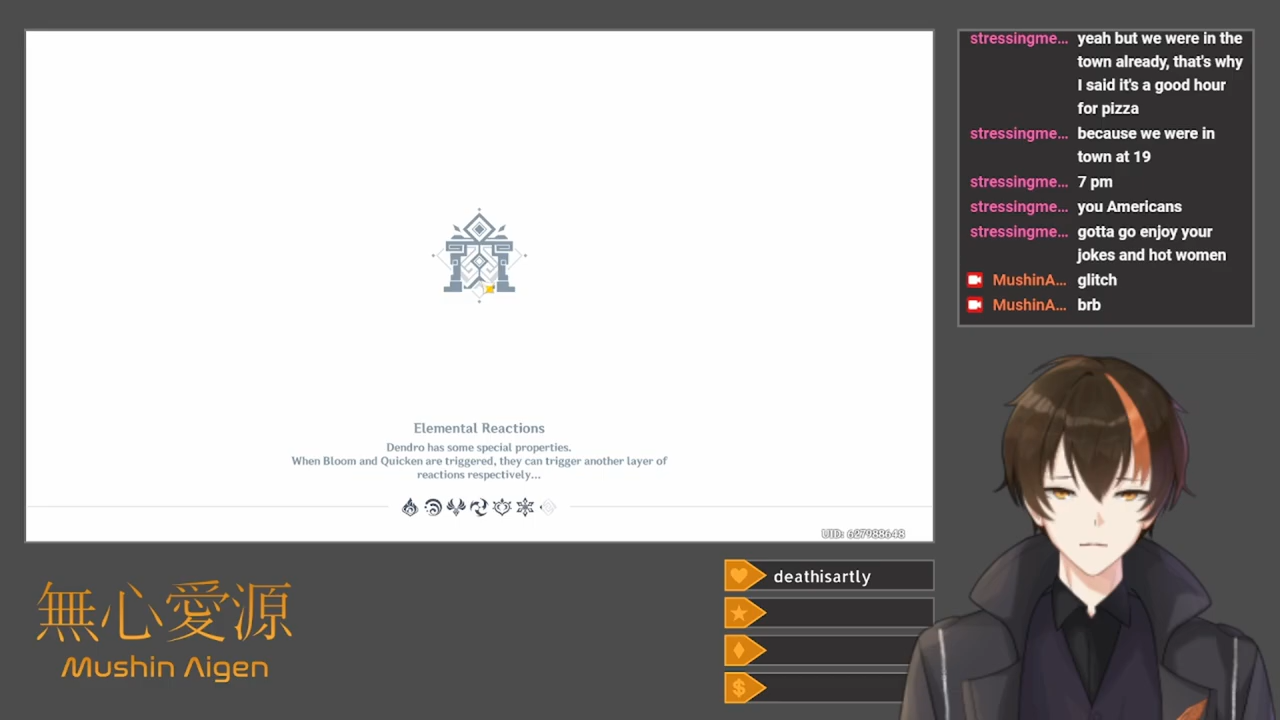 stressingme... yeah but we were in the
town already, that's why
I said it's a good hour
for pizza
stressingme... because we were in
town at 19
stressingme... 7 pm
stressingme... you Americans
stressingme... gotta go enjoy your
jokes and hot women
MushinA... glitch
MushinA... brb
Elemental Reactions
Dendro has some special properties.
When Bloom and Quicken are triggered, they can trigger another layer of
reactions respectively...
UID: 627988648
deathisartly
無心愛源
Mushin Aigen